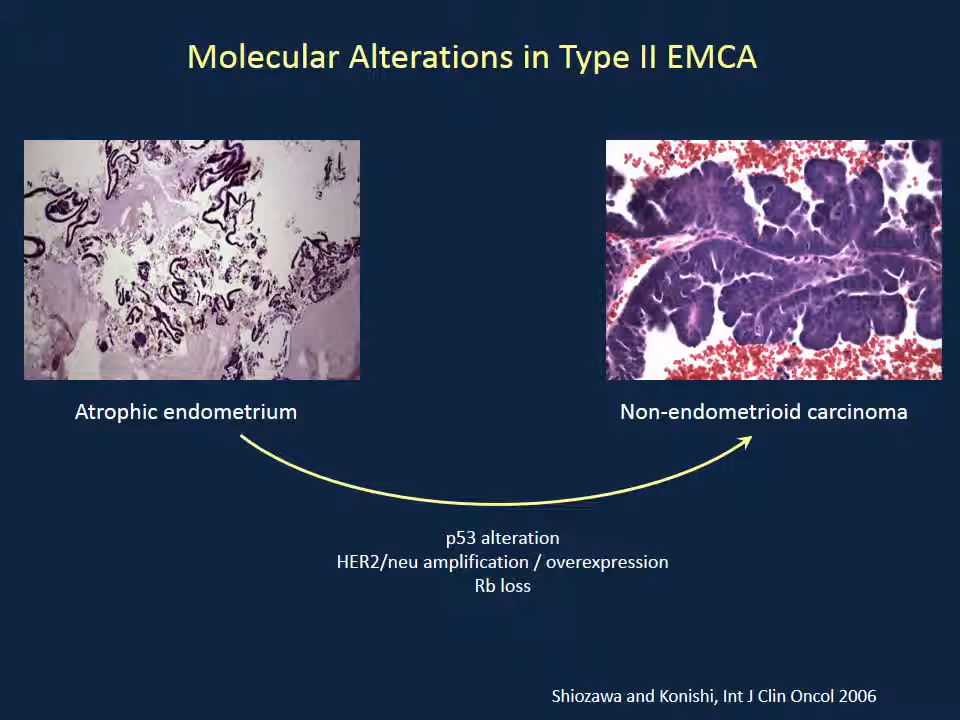 Molecular Alterations in Type II EMCA
Atrophic endometrium
Non-endometrioid carcinoma
p53 alteration
HER2/neu amplification / overexpression
Rb loss
Shiozawa and Konishi, Int J Clin Oncol 2006